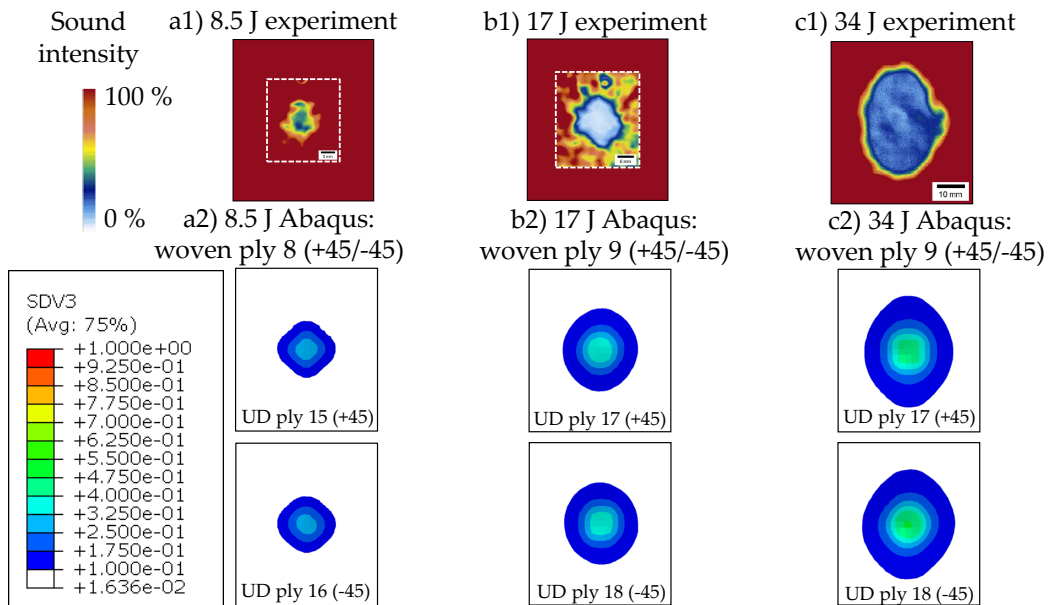 Sound
intensity
100 %
0 %
a1) 8.5 J experiment
b1) 17 J experiment
c1) 34 J experiment
10 mm
a2) 8.5 J Abaqus:
woven ply 8 (+45/-45)
b2) 17 J Abaqus:
woven ply 9 (+45/-45)
c2) 34 J Abaqus:
woven ply 9 (+45/-45)
SDV3
(Avg: 75%)
+1.000e+00
+9.250e-01
+8.500e-01
+7.750e-01
+7.000e-01
+6.250e-01
+5.500e-01
+4.750e-01
+4.000e-01
+3.250e-01
+2.500e-01
+1.750e-01
+1.000e-01
+1.636e-02
UD ply 15 (+45)
UD ply 17 (+45)
UD ply 17 (+45)
UD ply 16 (-45)
UD ply 18 (-45)
UD ply 18 (-45)